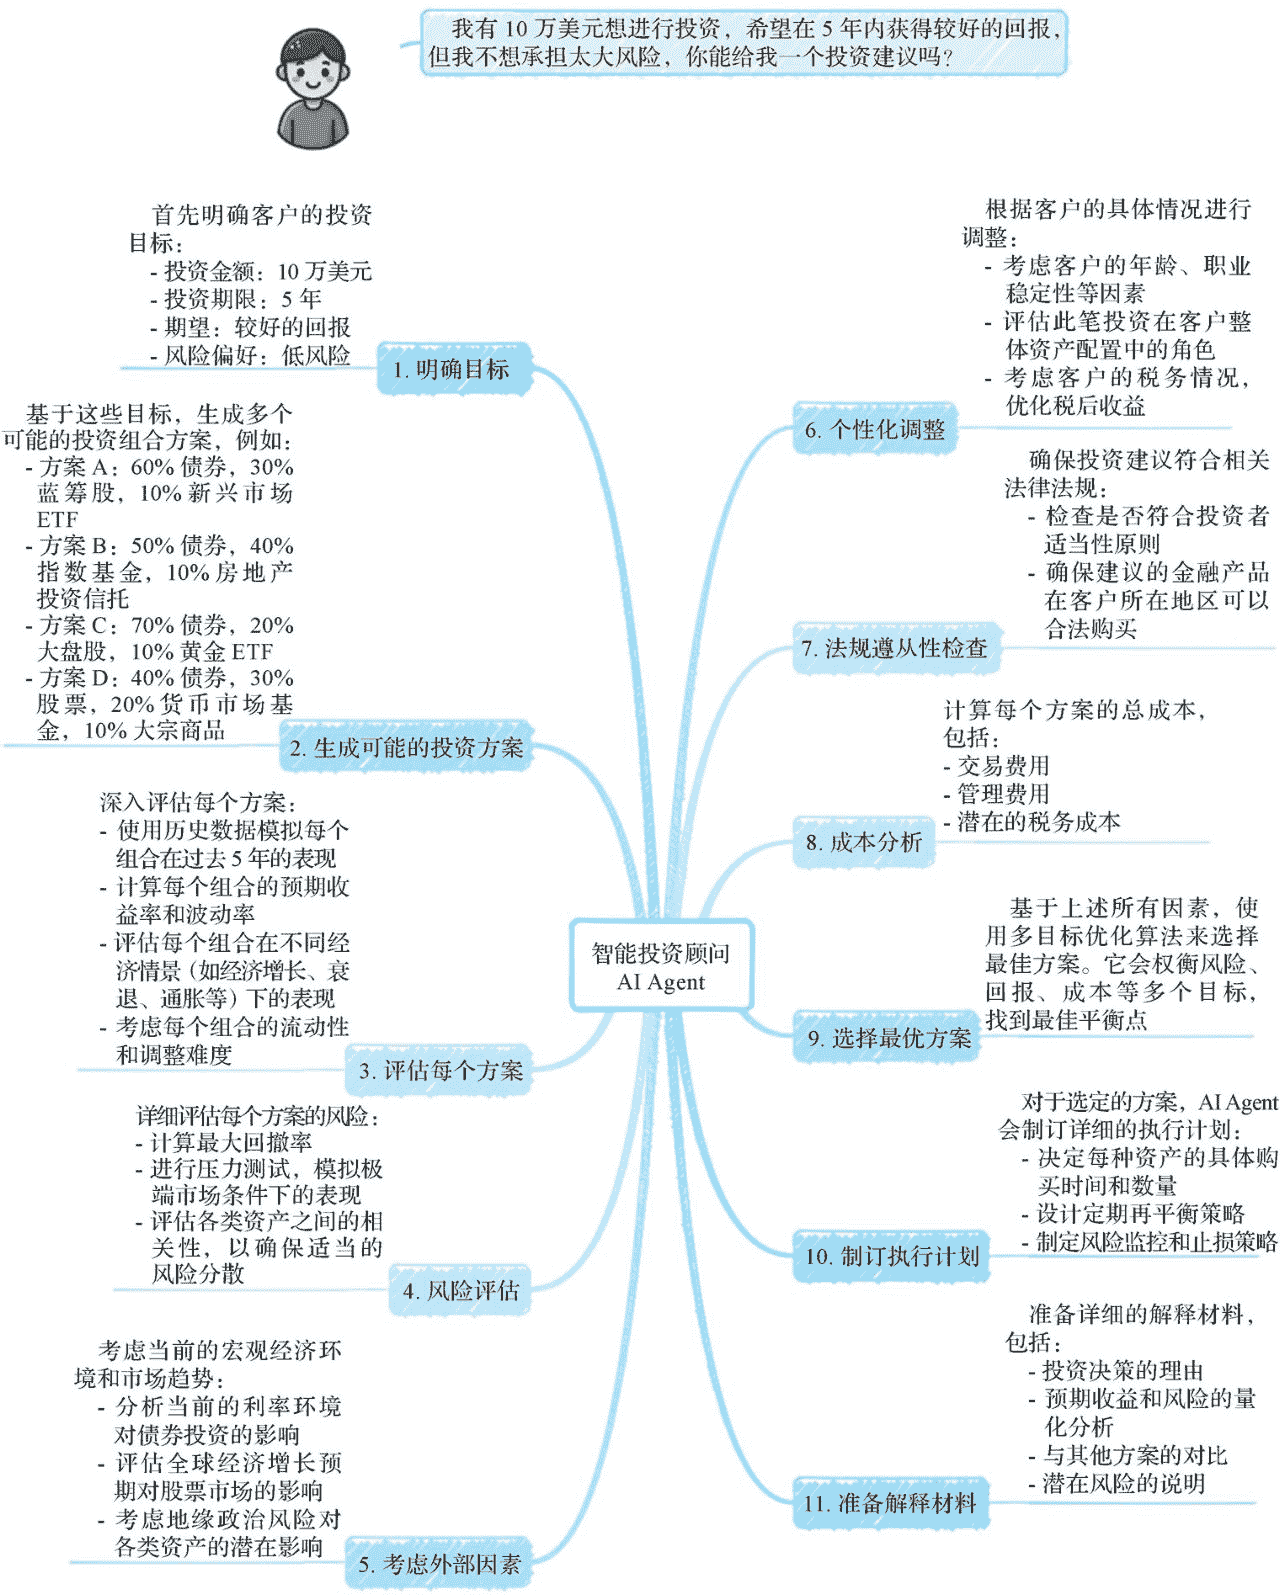 我有 10 万美元想进行投资，希望在 5 年内获得较好的回报，
但我不想承担太大风险，你能给我一个投资建议吗？
首先明确客户的投资
目标：
- 投资金额：10 万美元
- 投资期限：5 年
- 期望：较好的回报
- 风险偏好：低风险
1. 明确目标
基于这些目标，生成多个
可能的投资组合方案，例如：
- 方案 A：60% 债券，30%
蓝筹股，10% 新兴市场
ETF
- 方案 B：50% 债券，40%
指数基金，10% 房地产
投资信托
- 方案 C：70% 债券，20%
大盘股，10% 黄金 ETF
- 方案 D：40% 债券，30%
股票，20% 货币市场基
金，10% 大宗商品
2. 生成可能的投资方案
深入评估每个方案：
- 使用历史数据模拟每个
组合在过去 5 年的表现
- 计算每个组合的预期收
益率和波动率
- 评估每个组合在不同经
济情景（如经济增长、衰
退、通胀等）下的表现
- 考虑每个组合的流动性
和调整难度
3. 评估每个方案
详细评估每个方案的风险：
- 计算最大回撤率
- 进行压力测试，模拟极
端市场条件下的表现
- 评估各类资产之间的相
关性，以确保适当的
风险分散
4. 风险评估
考虑当前的宏观经济环
境和市场趋势：
- 分析当前的利率环境
对债券投资的影响
- 评估全球经济增长预
期对股票市场的影响
- 考虑地缘政治风险对
各类资产的潜在影响
5. 考虑外部因素
智能投资顾问
AI Agent
根据客户的具体情况进行
调整：
- 考虑客户的年龄、职业
稳定性等因素
- 评估此笔投资在客户整
体资产配置中的角色
- 考虑客户的税务情况，
优化税后收益
6. 个性化调整
确保投资建议符合相关
法律法规：
- 检查是否符合投资者
适当性原则
- 确保建议的金融产品
在客户所在地区可以
合法购买
7. 法规遵从性检查
计算每个方案的总成本，
包括：
- 交易费用
- 管理费用
- 潜在的税务成本
8. 成本分析
基于上述所有因素，使
用多目标优化算法来选择
最佳方案。它会权衡风险、
回报、成本等多个目标，
找到最佳平衡点
9. 选择最优方案
对于选定的方案，AI Agent
会制订详细的执行计划：
- 决定每种资产的具体购
买时间和数量
- 设计定期再平衡策略
- 制定风险监控和止损策略
10. 制订执行计划
准备详细的解释材料，
包括：
- 投资决策的理由
- 预期收益和风险的量
化分析
- 与其他方案的对比
- 潜在风险的说明
11. 准备解释材料